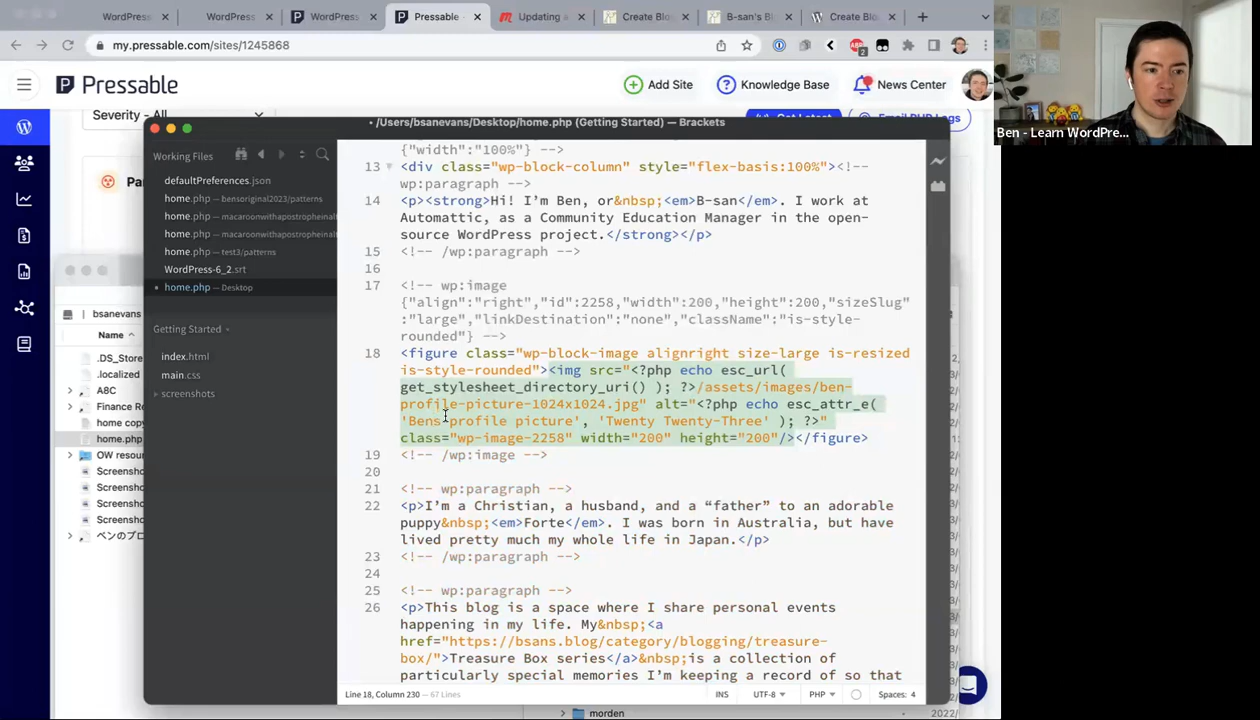 WordPress
WordPress
WordPress
Pressable
Updating a
Create Blo
B-san's Bl
Create Blo
my.pressable.com/sites/1245868
2
Pressable
Add Site
Knowledge Base
News Center
Severity - All
Ben - Learn WordPre...
• /Users/bsanevans/Desktop/home.php (Getting Started) — Brackets
Working Files
defaultPreferences.json
home.php — bensoriginal2023/patterns
home.php — macaroonwithapostropheinalt
home.php — macaroonwithapostropheinalt
home.php — test3/patterns
WordPress-6_2.srt
home.php — Desktop
Getting Started
index.html
main.css
screenshots
{"width":"100%"} -->
13 <div class="wp-block-column" style="flex-basis:100%"><!--
wp:paragraph -->
14 <p><strong>Hi! I’m Ben, or&nbsp;<em>B-san</em>. I work at
Automattic, as a Community Education Manager in the open-
source WordPress project.</strong></p>
15 <!-- /wp:paragraph -->
16
17 <!-- wp:image
{"align":"right","id":2258,"width":200,"height":200,"sizeSlug"
:"large","linkDestination":"none","className":"is-style-
rounded"} -->
18 <figure class="wp-block-image alignright size-large is-resized
is-style-rounded"><img src="<?php echo esc_url(
get_stylesheet_directory_uri() ); ?>/assets/images/ben-
profile-picture-1024x1024.jpg" alt="<?php echo esc_attr_e(
'Bens profile picture', 'Twenty Twenty-Three' ); ?>"
class="wp-image-2258" width="200" height="200"/></figure>
19 <!-- /wp:image -->
20
21 <!-- wp:paragraph -->
22 <p>I’m a Christian, a husband, and a “father” to an adorable
puppy&nbsp;<em>Forte</em>. I was born in Australia, but have
lived pretty much my whole life in Japan.</p>
23 <!-- /wp:paragraph -->
24
25 <!-- wp:paragraph -->
26 <p>This blog is a space where I share personal events
happening in my life. My&nbsp;<a
href="https://bsans.blog/category/blogging/treasure-
box/">Treasure Box series</a>&nbsp;is a collection of
particularly special memories I’m keeping a record of so that
Line 18, Column 230 — 67 Lines
INS
UTF-8
PHP
Spaces: 4
Par
bsanevans
Name
.DS_Store
.localized
A8C
Finance Re
home copy
home.php
OW resour
Screensh
Screensh
Screensh
Screensh
ベンのブロ
morden
2022/